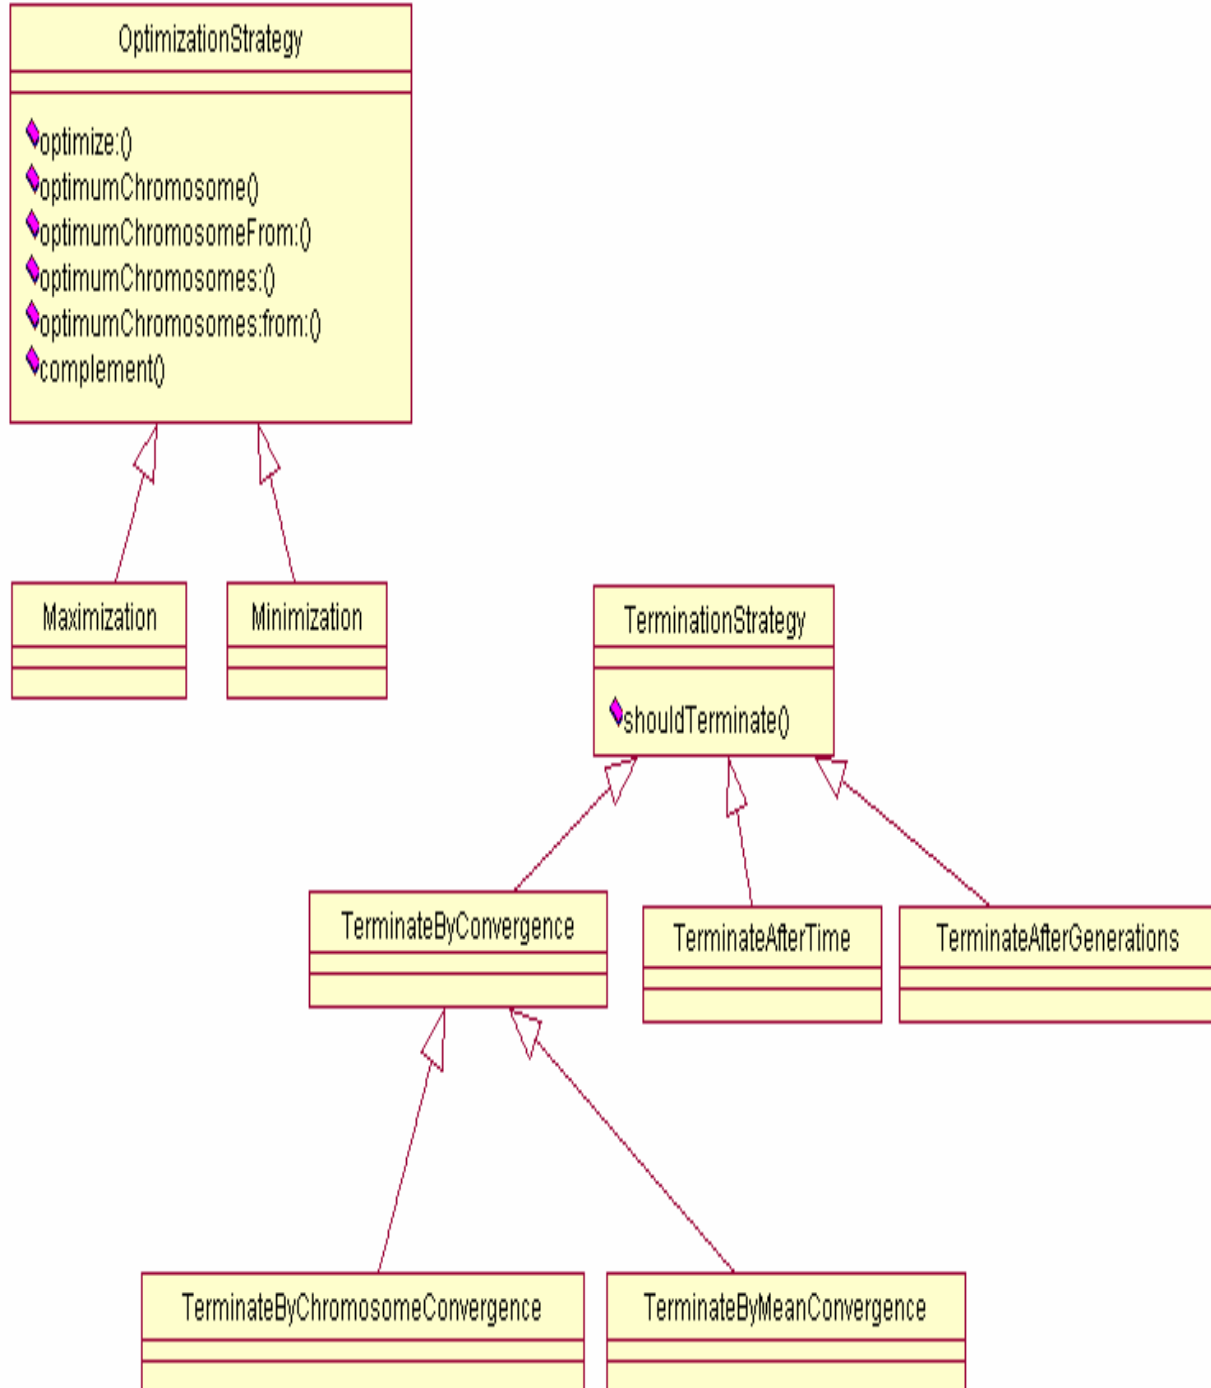 OptimizationStrategy
optimize:()
optimumChromosome()
optimumChromosomeFrom:()
optimumChromosomes:()
optimumChromosomes:from:()
complement()
Maximization
Minimization
TerminationStrategy
shouldTerminate()
TerminateByConvergence
TerminateAfterTime
TerminateAfterGenerations
TerminateByChromosomeConvergence
TerminateByMeanConvergence